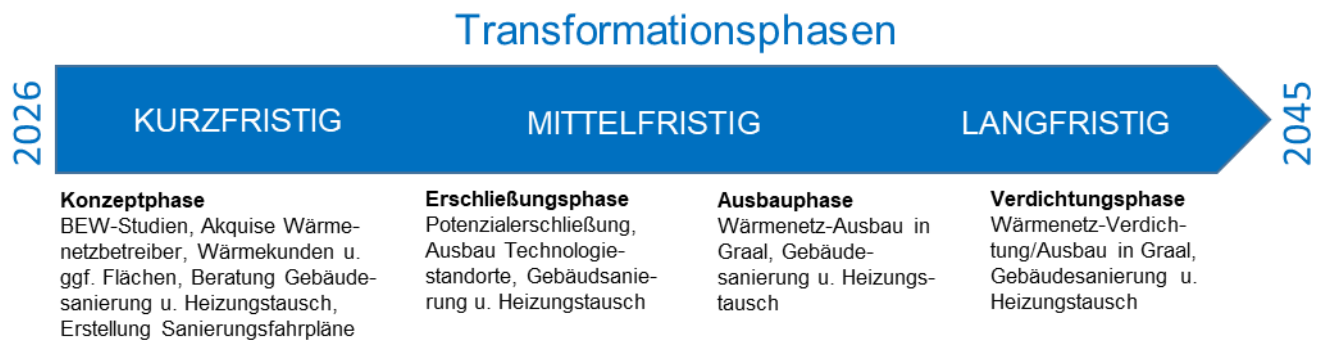 Transformationsphasen
2026
KURZFRISTIG
MITTELFRISTIG
LANGFRISTIG
2045
Konzeptphase
BEW-Studien, Akquise Wärme-
netzbetreiber, Wärmekunden u.
ggf. Flächen, Beratung Gebäude-
sanierung u. Heizungstausch,
Erstellung Sanierungsfahrpläne
Erschließungsphase
Potenzialerschließung,
Ausbau Technologie-
standorte, Gebäudsanie-
rung u. Heizungstausch
Ausbauphase
Wärmenetz-Ausbau in
Graal, Gebäude-
sanierung u. Heizungs-
tausch
Verdichtungsphase
Wärmenetz-Verdich-
tung/Ausbau in Graal,
Gebäudesanierung u.
Heizungstausch